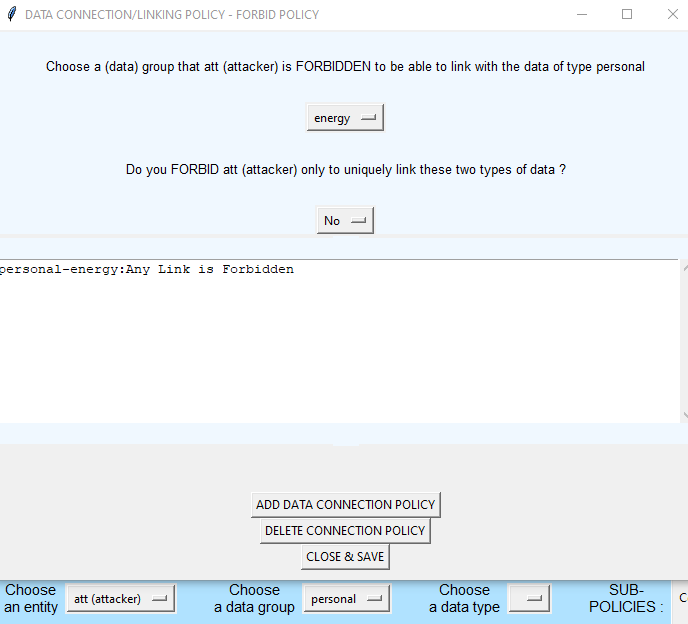 DATA CONNECTION/LINKING POLICY - FORBID POLICY
Choose a (data) group that att (attacker) is FORBIDDEN to be able to link with the data of type personal
energy
Do you FORBID att (attacker) only to uniquely link these two types of data ?
No
personal-energy:Any Link is Forbidden
ADD DATA CONNECTION POLICY
DELETE CONNECTION POLICY
CLOSE & SAVE
Choose
an entity
att (attacker)
Choose
a data group
personal
Choose
a data type
SUB-
POLICIES :